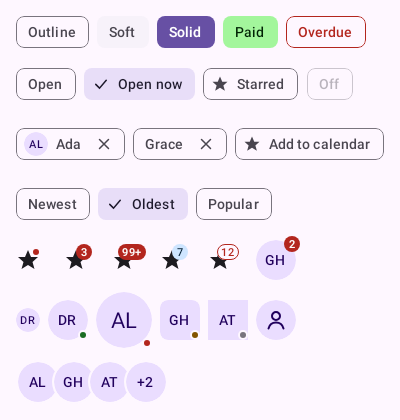 Outline Soft Solid Paid Overdue
Open Open now Starred Off
AL Ada Grace Add to calendar
Newest Oldest Popular
3 99+ 7 12 GH 2
DR DR AL GH AT
AL GH AT +2